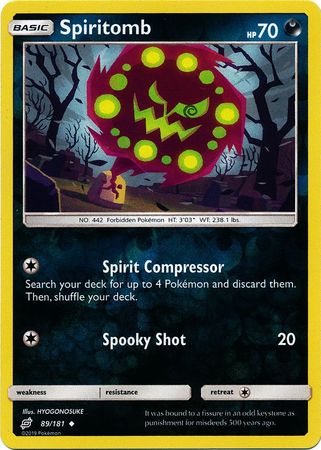 BASIC Spiritomb HP70
NO. 442 Forbidden Pokémon HT: 3'03" WT: 238.1 lbs.
Spirit Compressor
Search your deck for up to 4 Pokémon and discard them.
Then, shuffle your deck.
Spooky Shot 20
weakness resistance retreat
Illus. HYOGONOSUKE
89/181
©2019 Pokémon
It was bound to a fissure in an odd keystone as
punishment for misdeeds 500 years ago.